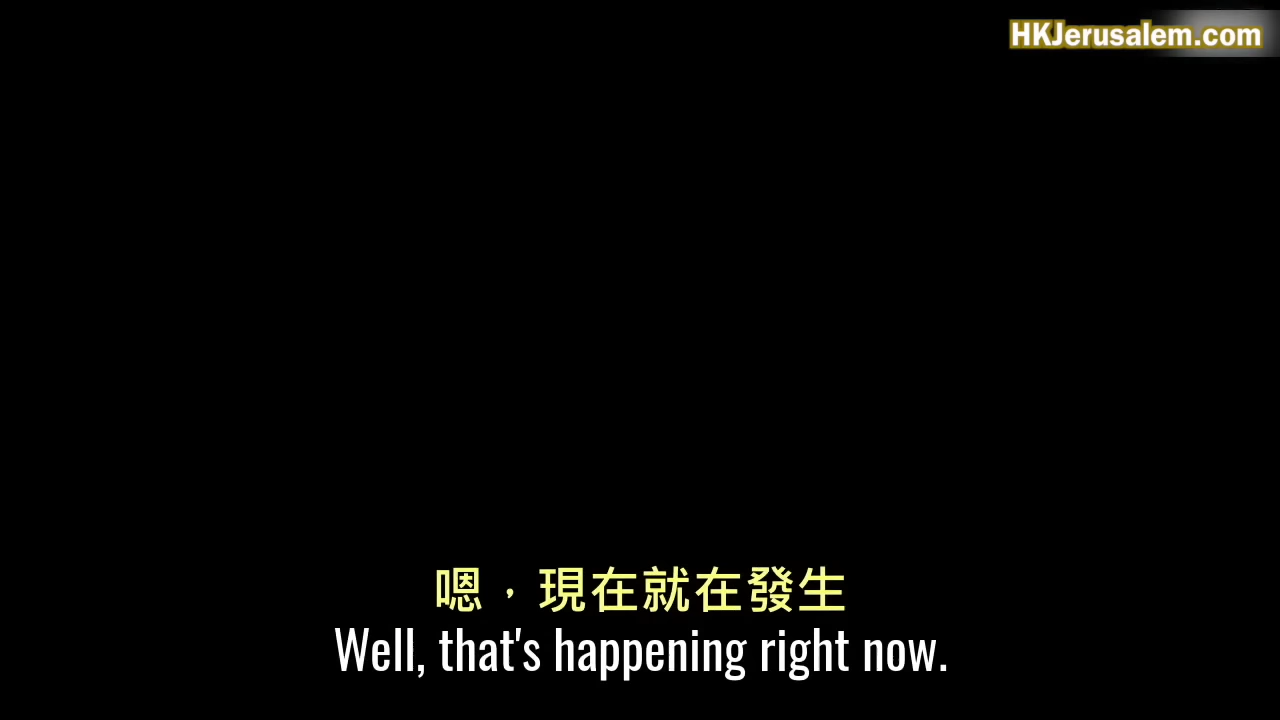 HKJerusalem.com
嗯，現在就在發生
Well, that's happening right now.